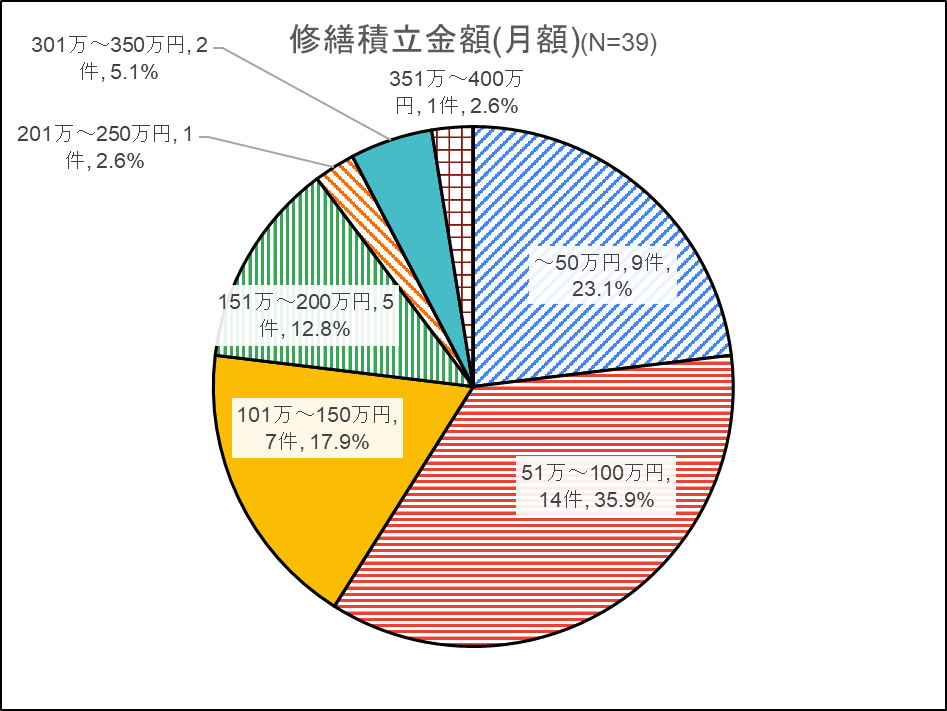 修繕積立金額(月額)(N=39)
301万～350万円, 2
件, 5.1%
351万～400万
円, 1件, 2.6%
201万～250万円, 1
件, 2.6%
～50万円, 9件,
23.1%
151万～200万円, 5
件, 12.8%
101万～150万円,
7件, 17.9%
51万～100万円,
14件, 35.9%